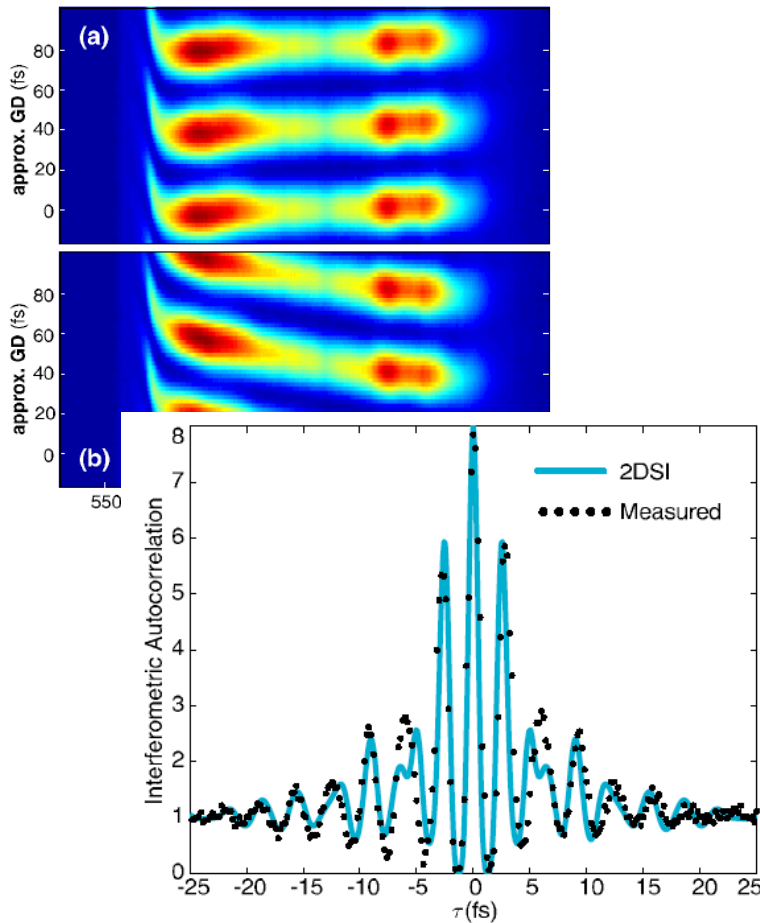 (a)
approx. GD (fs)
80
60
40
20
0
approx. GD (fs)
80
60
40
20
0
(b)
550
Interferometric Autocorrelation
8
7
6
5
4
3
2
1
0
2DSI
Measured
-25 -20 -15 -10 -5 0 5 10 15 20 25
τ(fs)